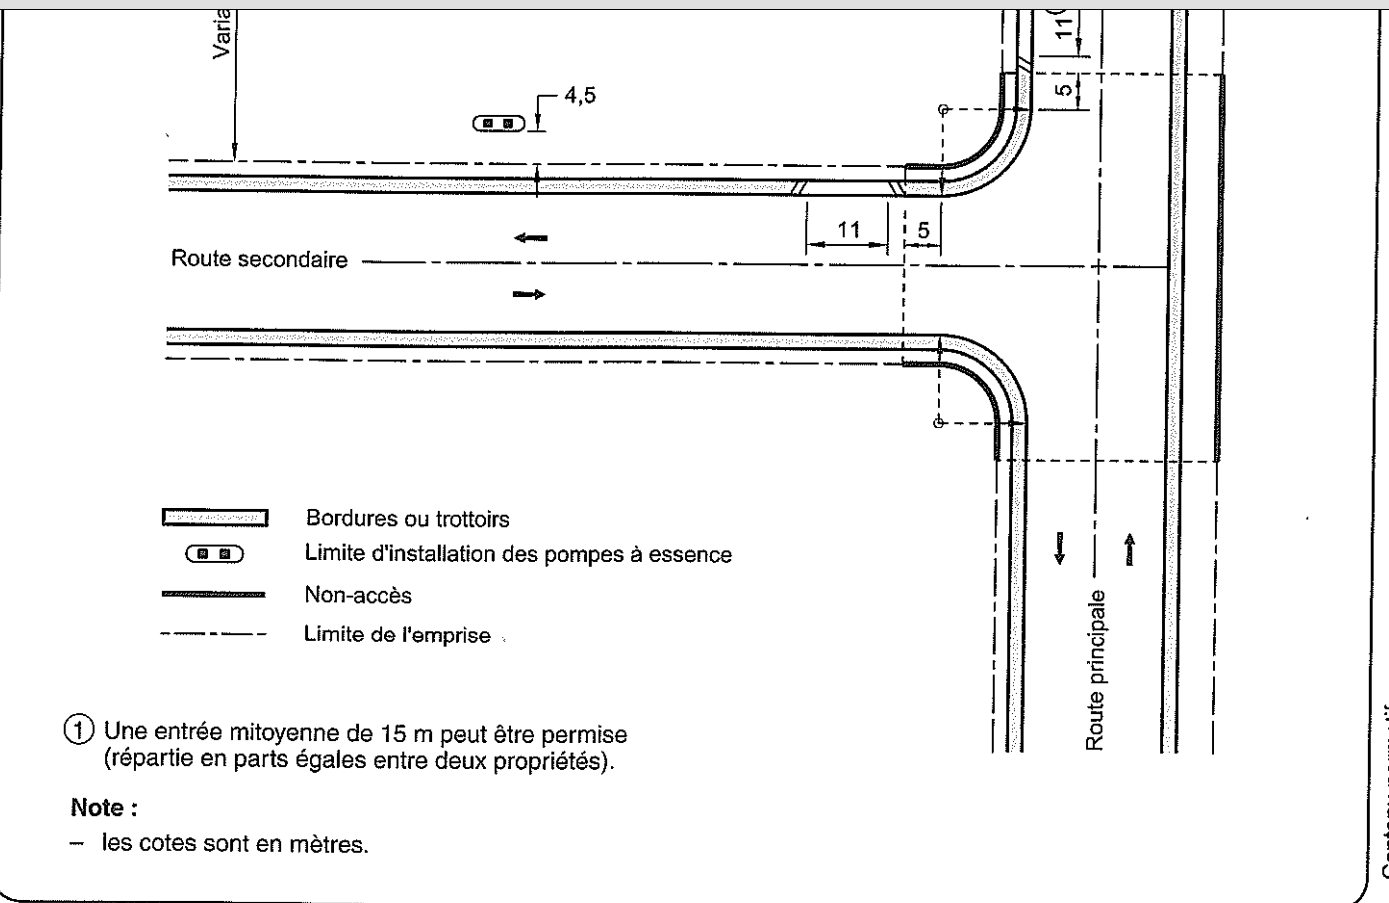 Varia
11
5
4,5
11
5
Route secondaire
Bordures ou trottoirs
Limite d'installation des pompes à essence
Non-accès
Limite de l'emprise
Route principale
① Une entrée mitoyenne de 15 m peut être permise
(répartie en parts égales entre deux propriétés).
Note :
– les cotes sont en mètres.